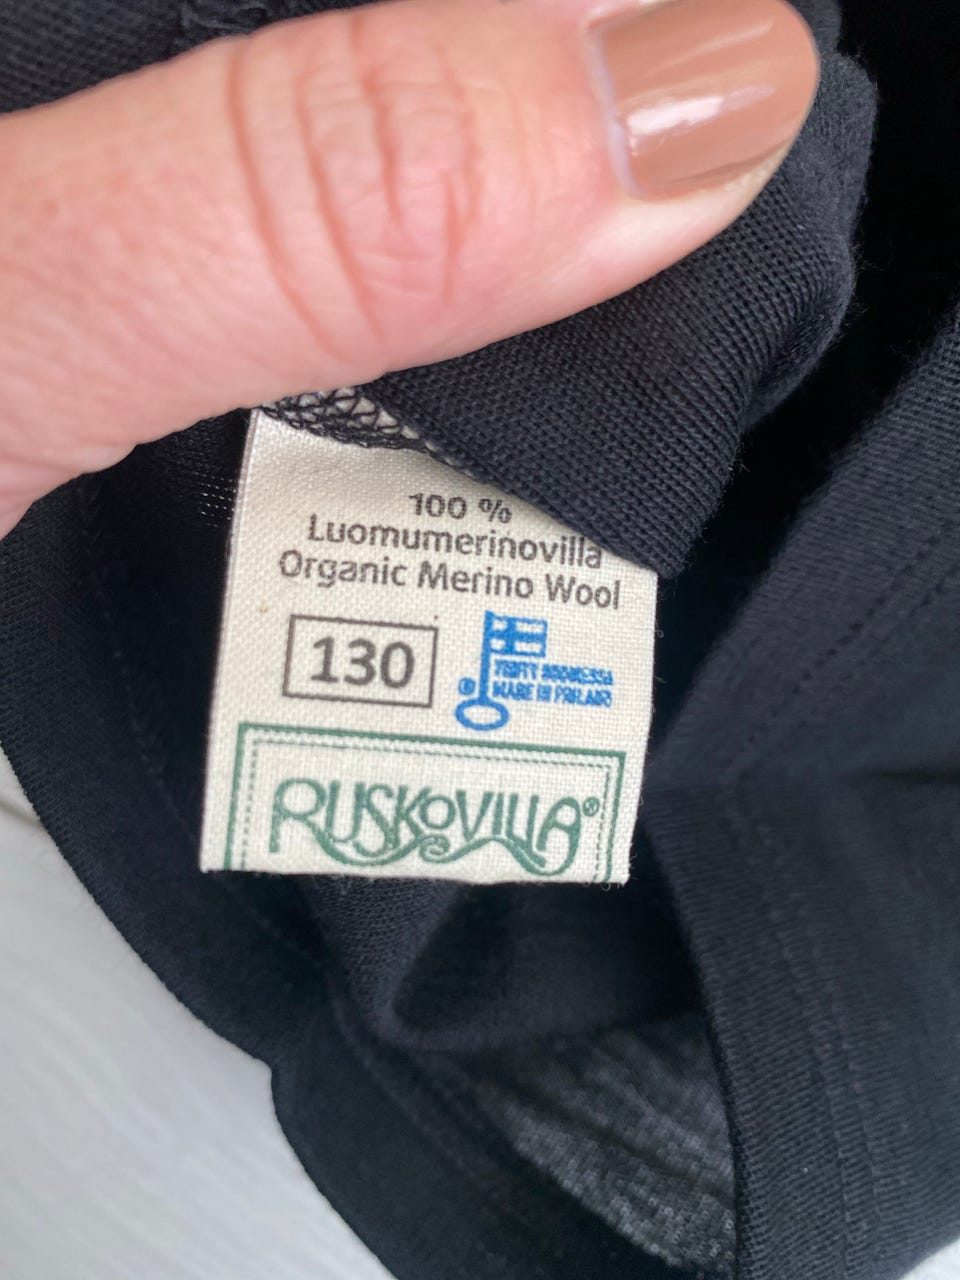 100 %
Luomumerinovilla
Organic Merino Wool
130
MADE IN FINLAND
®
RUSKOVILLA®